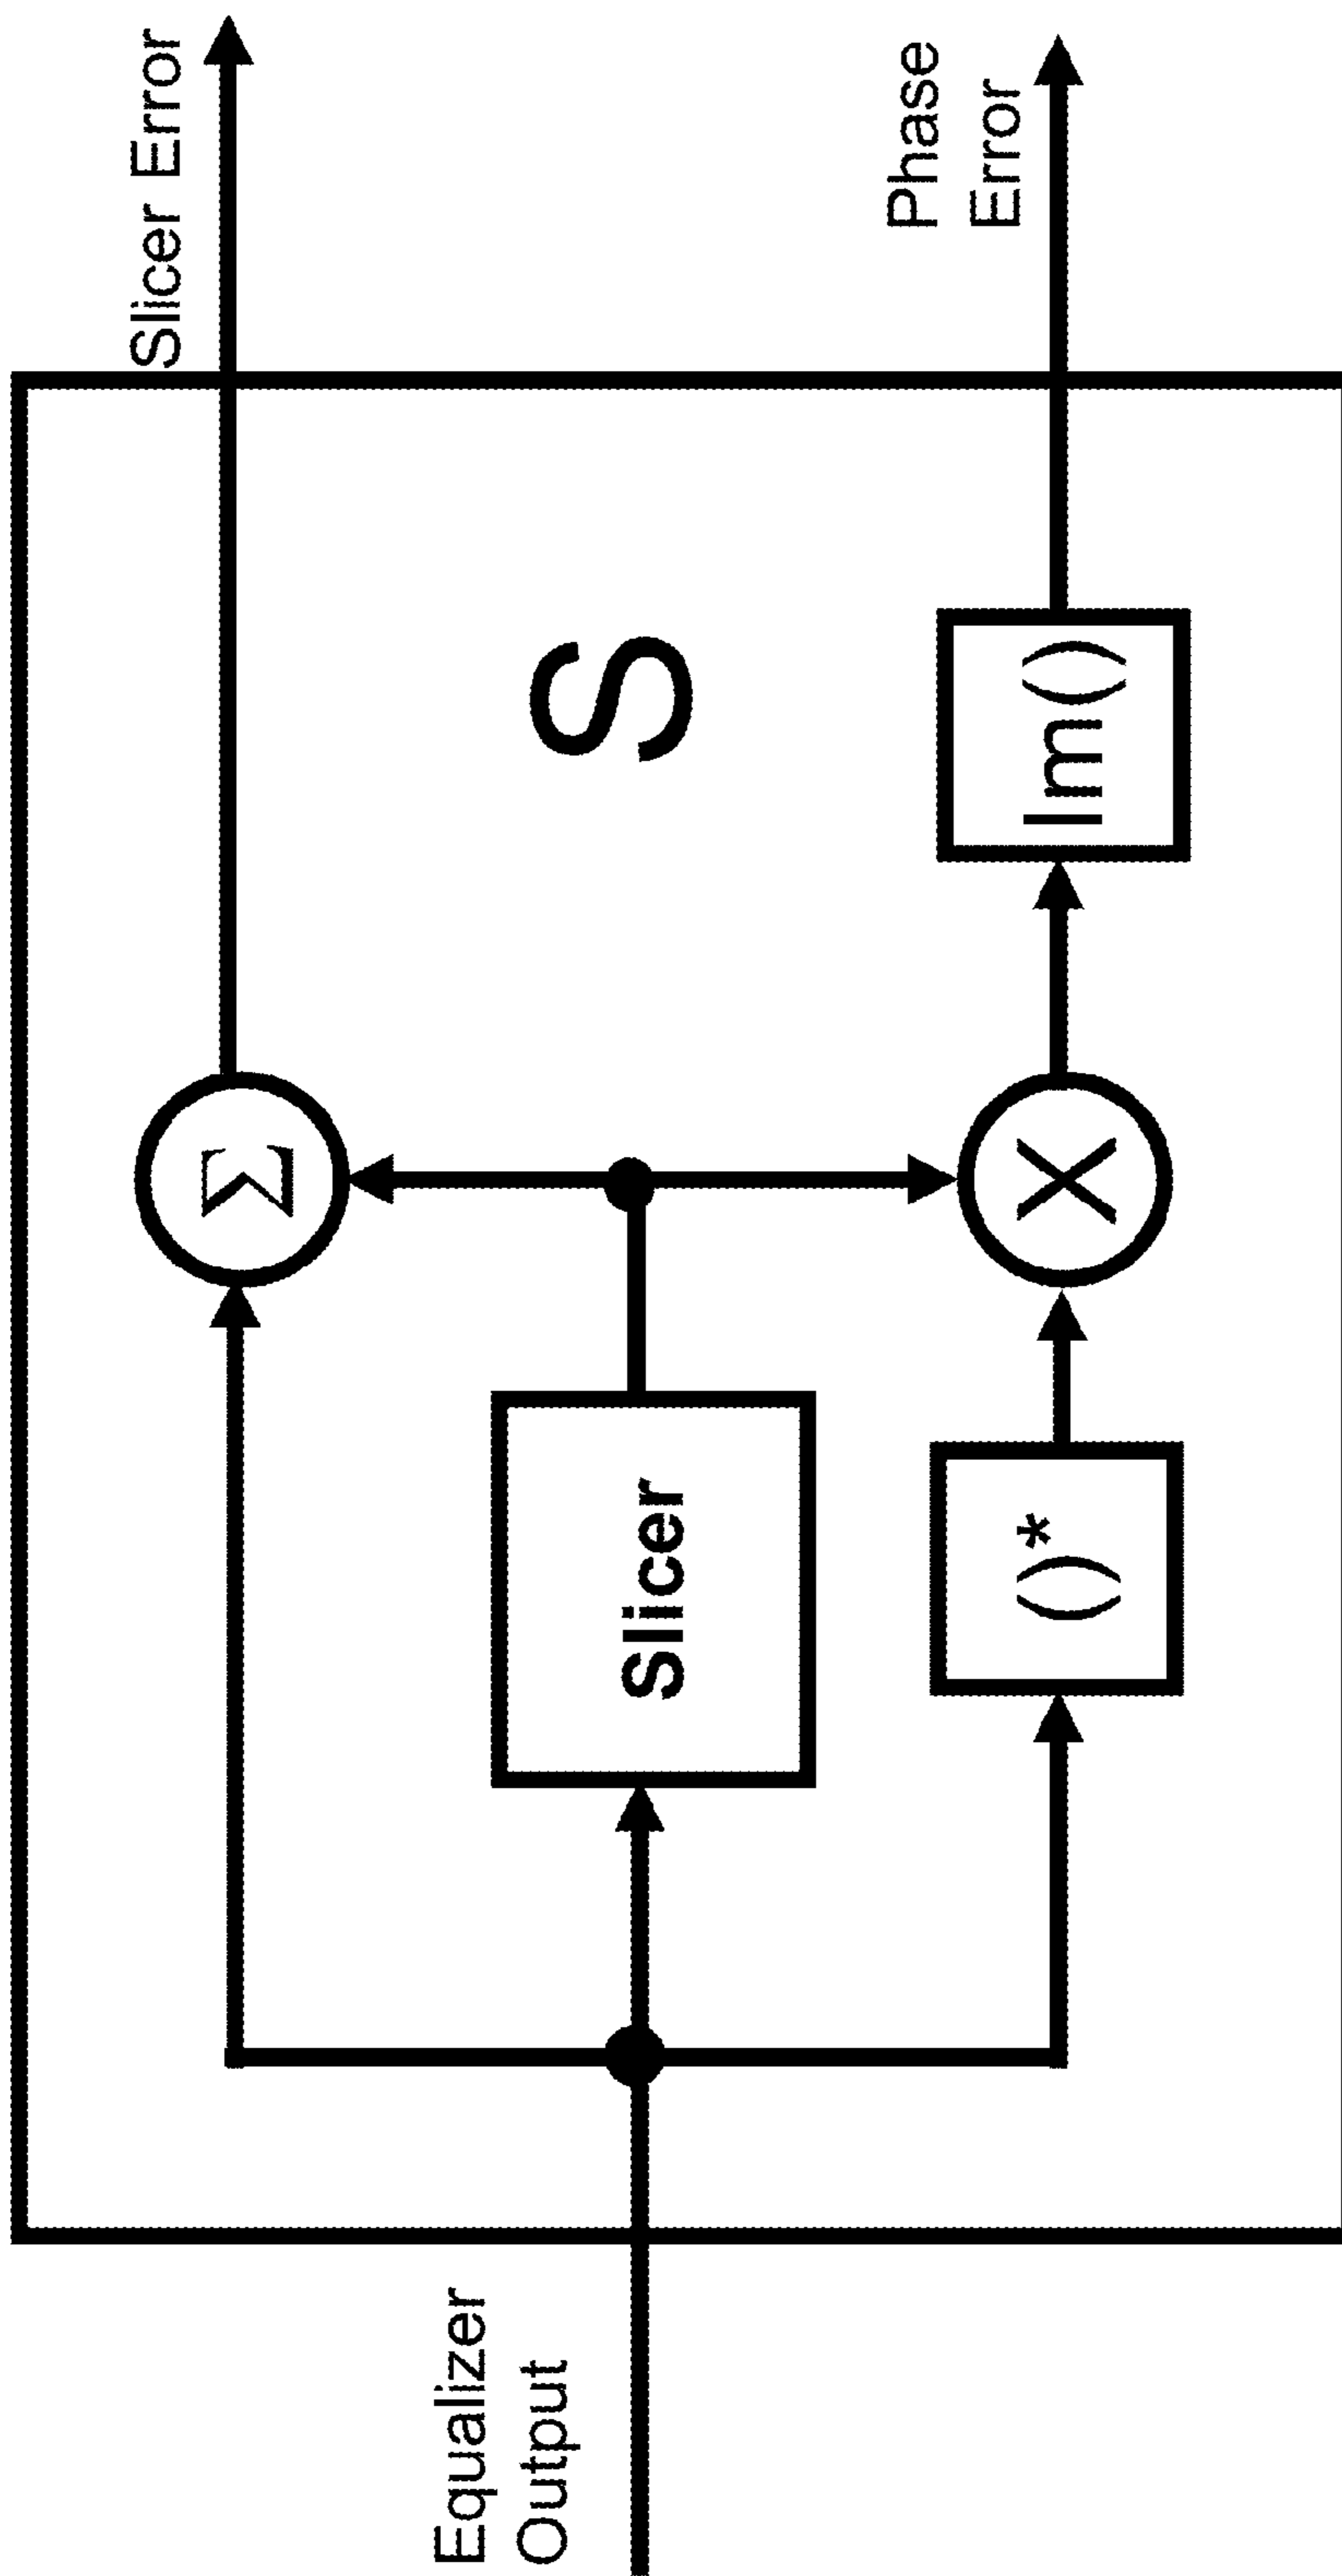 Slicer Error
Σ
S
Phase
Error
Equalizer
Output
Slicer
X
Im()
()*